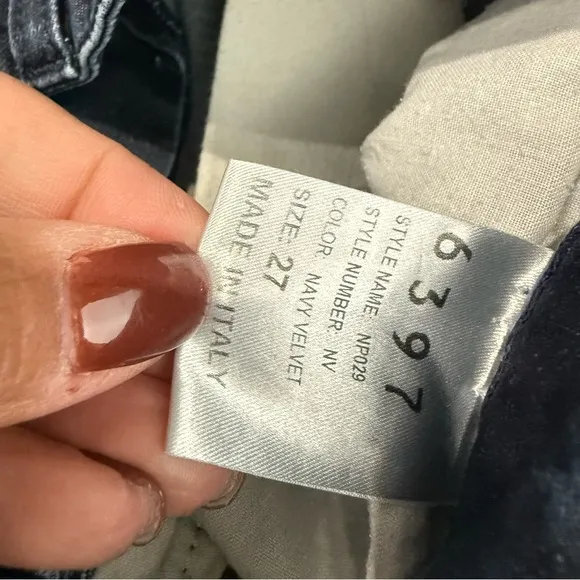 6397
STYLE NAME: NP029
STYLE NUMBER: NV
COLOR: NAVY VELVET
SIZE: 27
MADE IN ITALY